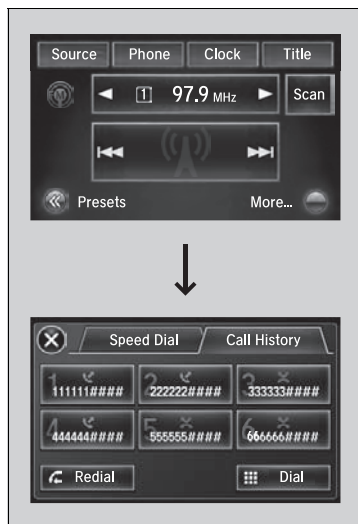 Source Phone Clock Title
1 97.9 MHz Scan
Presets More...
Speed Dial Call History
1 2 3
111111#### 222222#### 333333####
4 5 6
444444#### 555555#### 666666####
Redial Dial